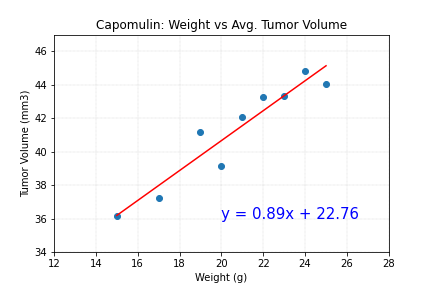 Capomulin: Weight vs Avg. Tumor Volume
Tumor Volume (mm3)
46
44
42
40
38
36
34
y = 0.89x + 22.76
12 14 16 18 20 22 24 26 28
Weight (g)